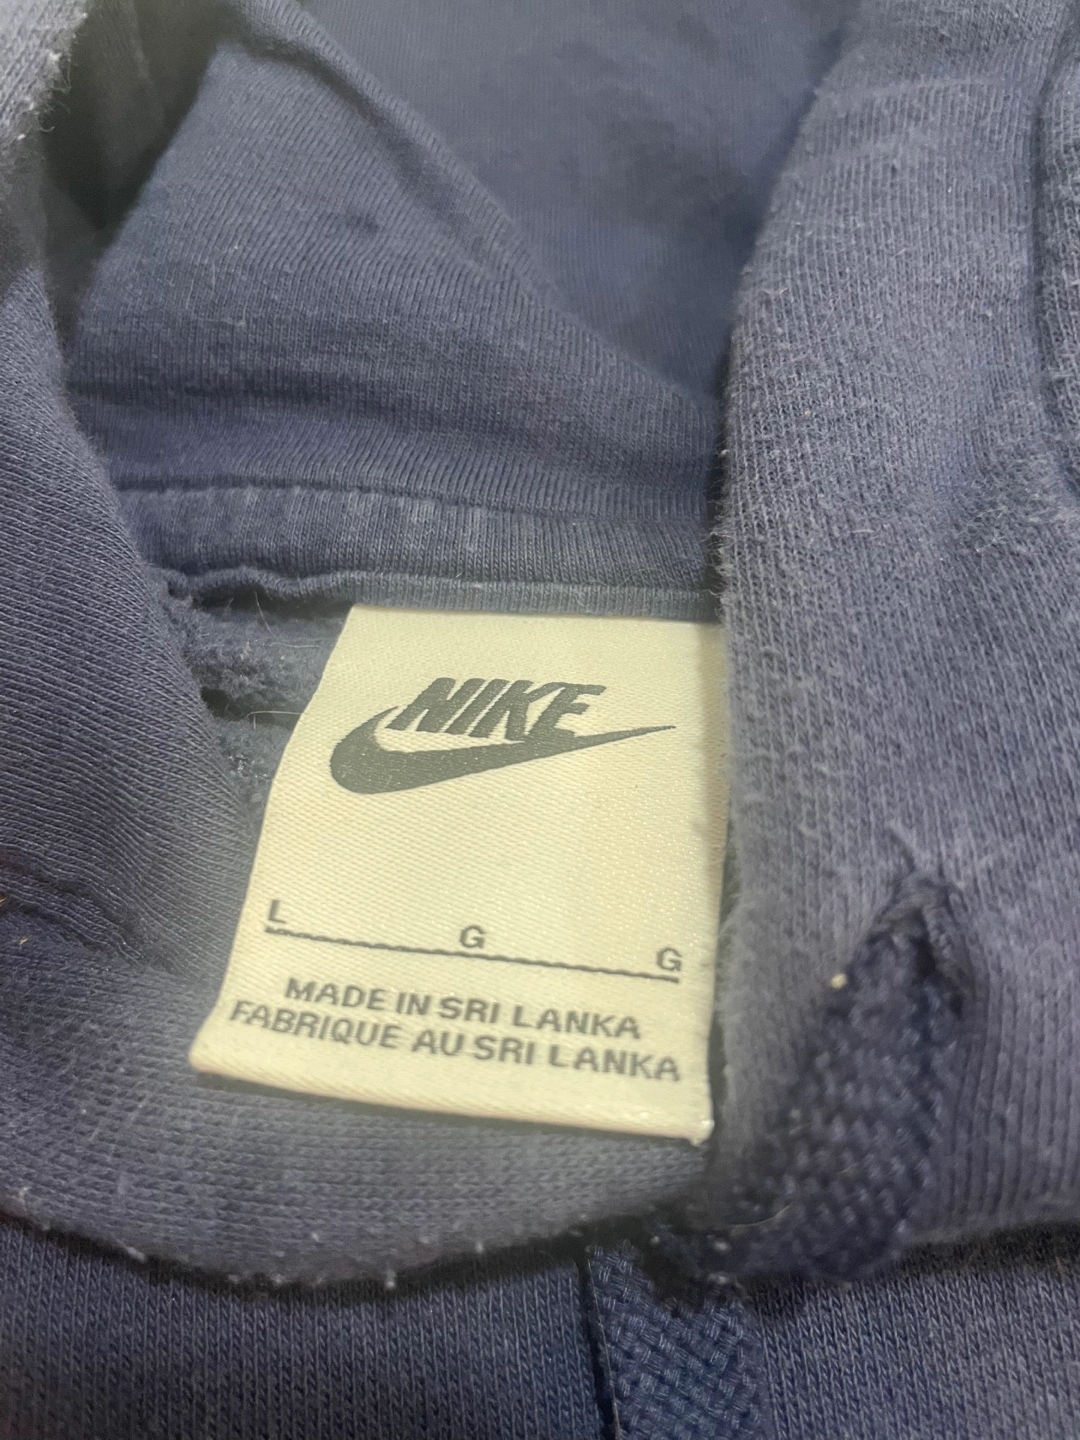 NIKE
L G G
MADE IN SRI LANKA
FABRIQUE AU SRI LANKA